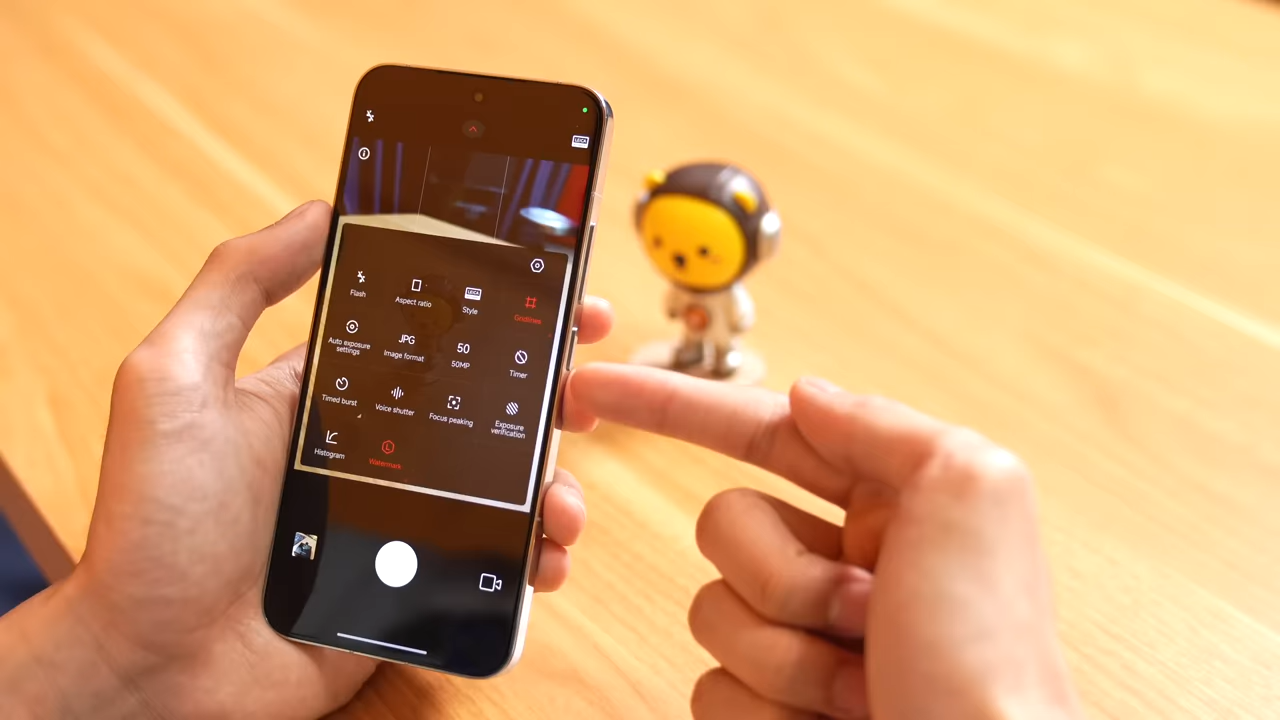 LEICA
Flash
Aspect ratio
LEICA
Style
Gridlines
Auto exposure
settings
JPG
Image format
50
50MP
Timer
Timed burst
Voice shutter
Focus peaking
Exposure
verification
Histogram
L
Watermark